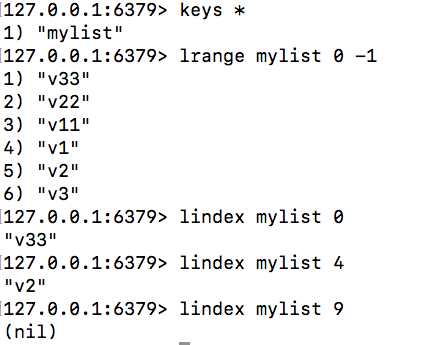 127.0.0.1:6379> keys *
1) "mylist"
127.0.0.1:6379> lrange mylist 0 -1
1) "v33"
2) "v22"
3) "v11"
4) "v1"
5) "v2"
6) "v3"
127.0.0.1:6379> lindex mylist 0
"v33"
127.0.0.1:6379> lindex mylist 4
"v2"
127.0.0.1:6379> lindex mylist 9
(nil)